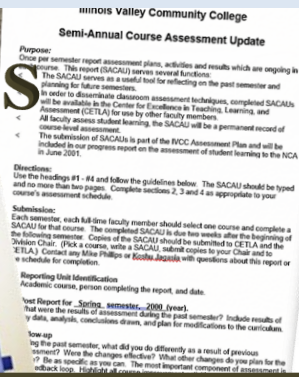 Illinois Valley Community College
Semi-Annual Course Assessment Update
Purpose:
Once per semester report assessment plans, activities and results which are ongoing in
course. This report (SACAU) serves several functions:
< The SACAU serves as a useful tool for reflecting on the past semester and
planning for future semesters.
S
In order to disseminate classroom assessment techniques, completed SACAUs
will be available in the Center for Excellence in Teaching, Learning, and
Assessment (CETLA) for use by other faculty members.
< All faculty assess student learning, the SACAU will be a permanent record of
course-level assessment.
< The submission of SACAUs is part of the IVCC Assessment Plan and will be
included in our progress report on the assessment of student learning to the NCA
in June 2001.
Directions:
Use the headings #1 - #4 and follow the guidelines below. The SACAU should be typed
and no more than two pages. Complete sections 2, 3 and 4 as appropriate to your
course's assessment schedule.
Submission:
Each semester, each full-time faculty member should select one course and complete a
SACAU for that course. The completed SACAU is due two weeks after the beginning of
the following semester. Copies of the SACAU should be submitted to CETLA and the
Division Chair. (Pick a course, write a SACAU, submit copies to your Chair and to
CETLA.) Contact any Mike Phillips or Koshu Jagasia with questions about this report or
e schedule for completion.
Reporting Unit Identification
Academic course, person completing the report, and date.
Post Report for Spring semester, 2000 (year).
hat were the results of assessment during the past semester? Include results of
y data, analysis, conclusions drawn, and plan for modifications to the curriculum.
low-up
ing the past semester, what did you do differently as a result of previous
ssment? Were the changes effective? What other changes do you plan for the
? Be as specific as you can. The most important component of assessment is
edback loop. Highlight all course